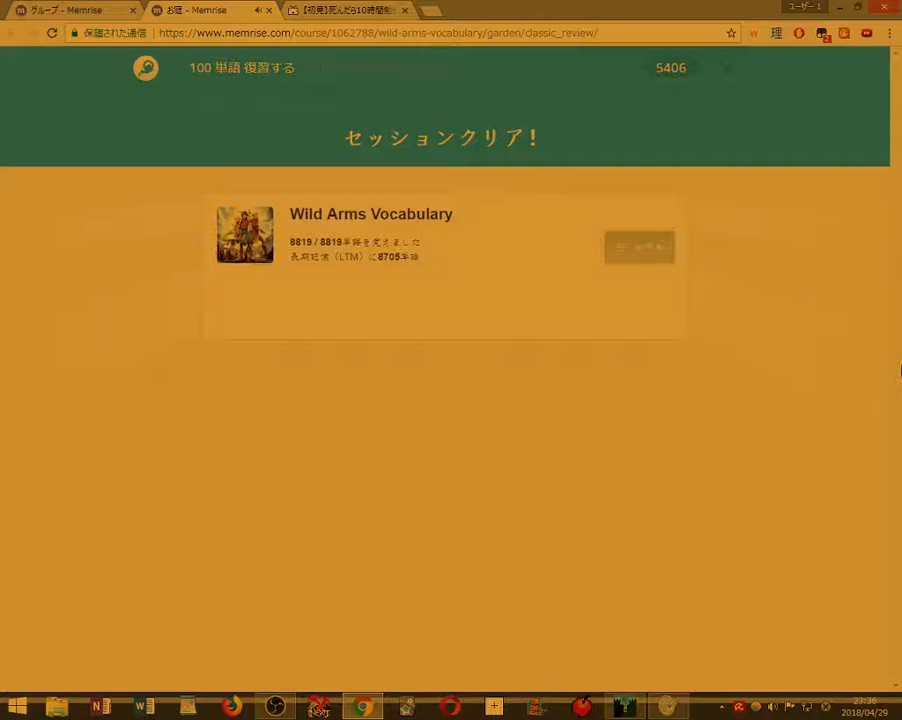 グループ - Memrise
お庭 - Memrise
【初見】死んだら10時間勉
ユーザー 1
保護された通信 | https://www.memrise.com/course/1062788/wild-arms-vocabulary/garden/classic_review/
100 単語 復習する
5406
セッションクリア!
Wild Arms Vocabulary
8819 / 8819単語を覚えました
長期記憶（LTM）に8705単語
23:36
2018/04/29